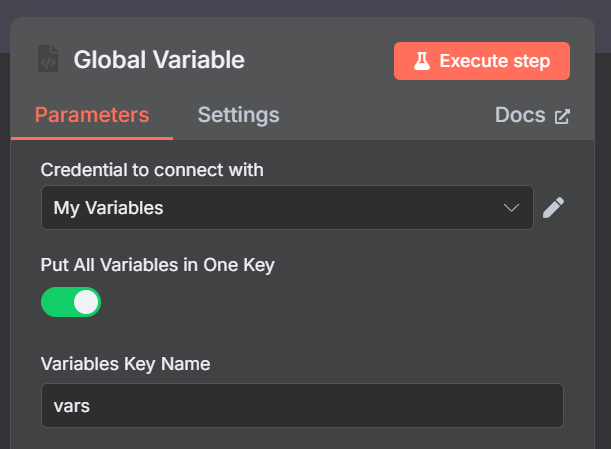 Global Variable
Execute step
Parameters
Settings
Docs
Credential to connect with
My Variables
Put All Variables in One Key
Variables Key Name
vars